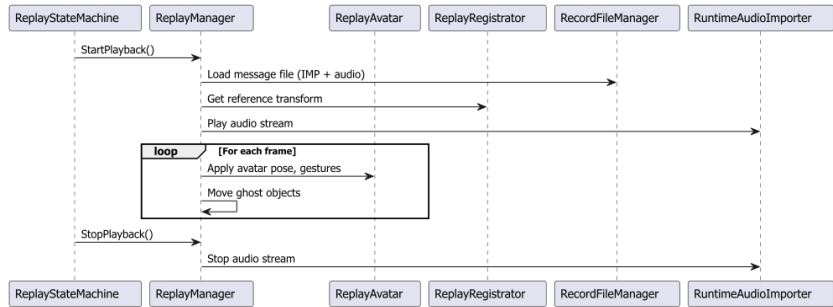 ReplayStateMachine ReplayManager ReplayAvatar ReplayRegistrator RecordFileManager RuntimeAudioImporter
StartPlayback()
Load message file (IMP + audio)
Get reference transform
Play audio stream
loop [For each frame]
Apply avatar pose, gestures
Move ghost objects
StopPlayback()
Stop audio stream
ReplayStateMachine ReplayManager ReplayAvatar ReplayRegistrator RecordFileManager RuntimeAudioImporter